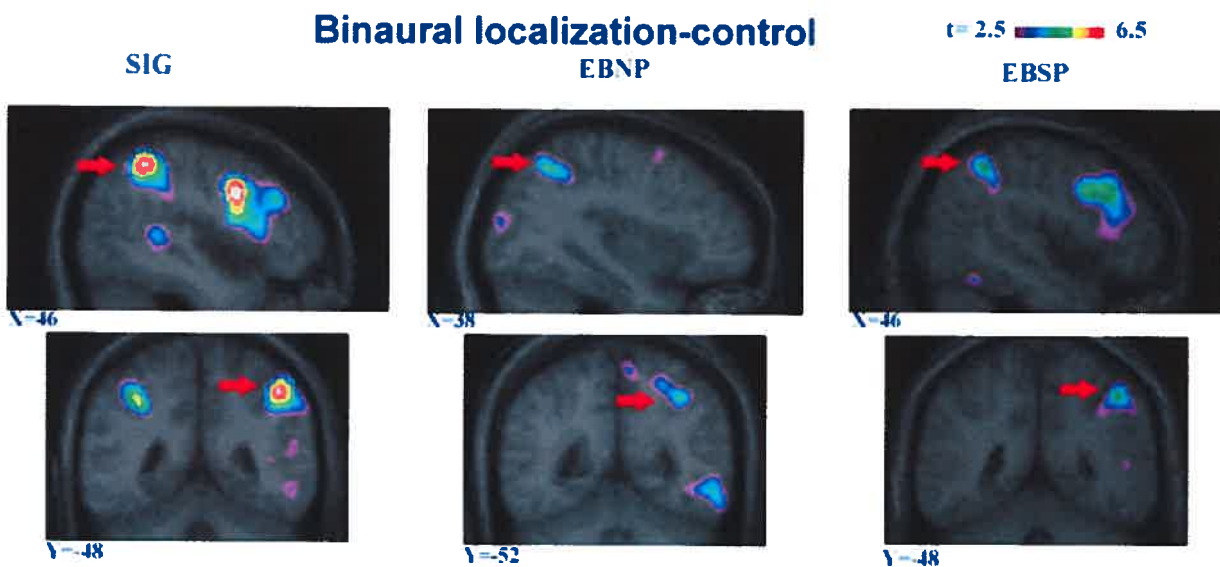 Binaural localization-control
t= 2.5 6.5
SIG
EBNP
EBSP
X=46
X=38
X=46
Y=-48
Y=-52
Y=-48